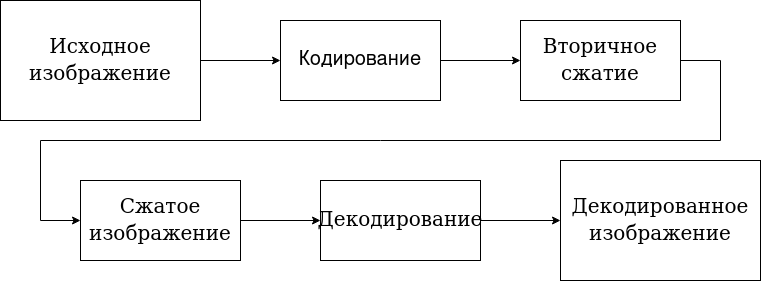 Исходное
изображение
Кодирование
Вторичное
сжатие
Сжатое
изображение
Декодирование
Декодированное
изображение